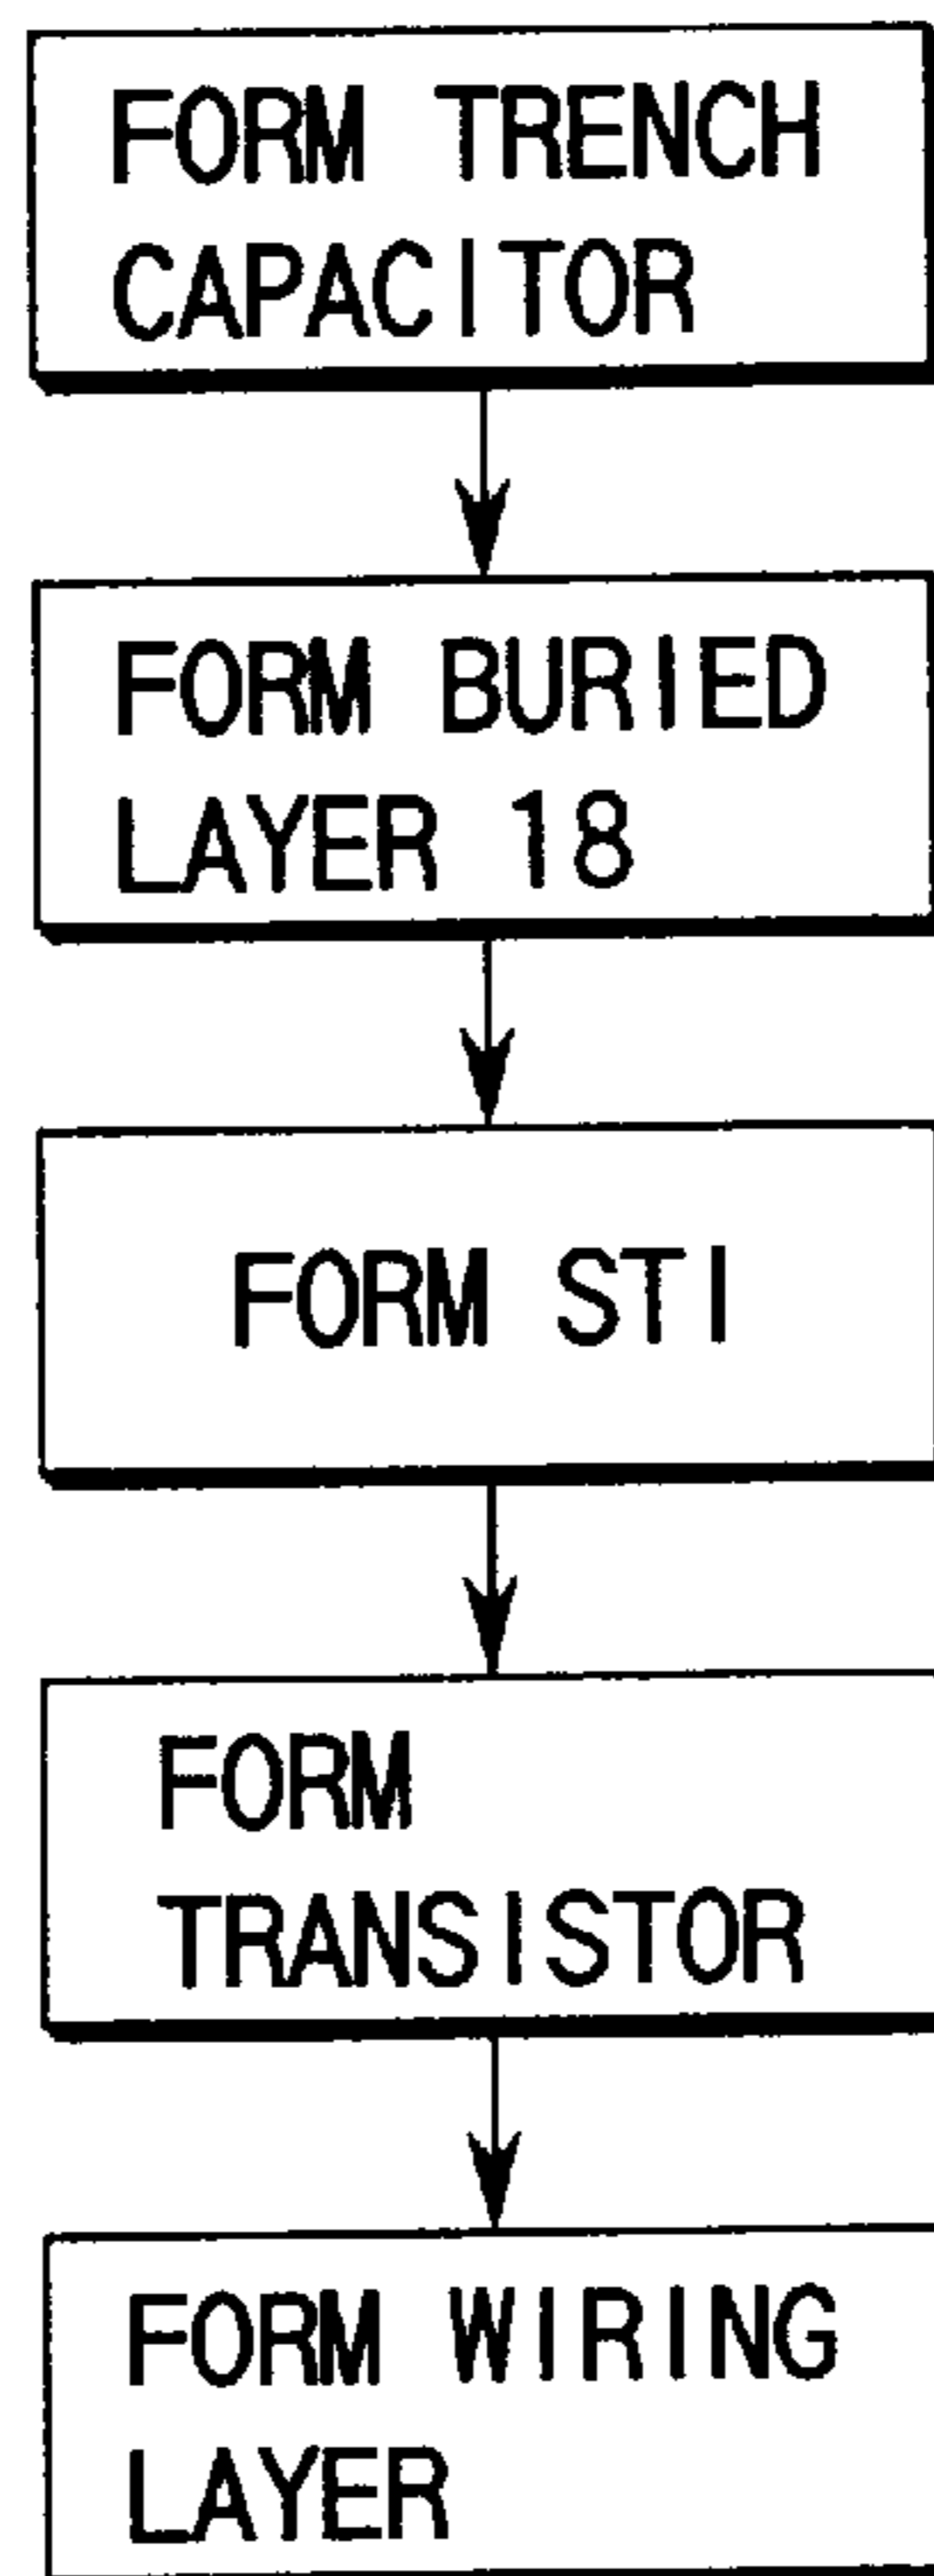 FORM TRENCH
CAPACITOR
FORM BURIED
LAYER 18
FORM STI
FORM
TRANSISTOR
FORM WIRING
LAYER